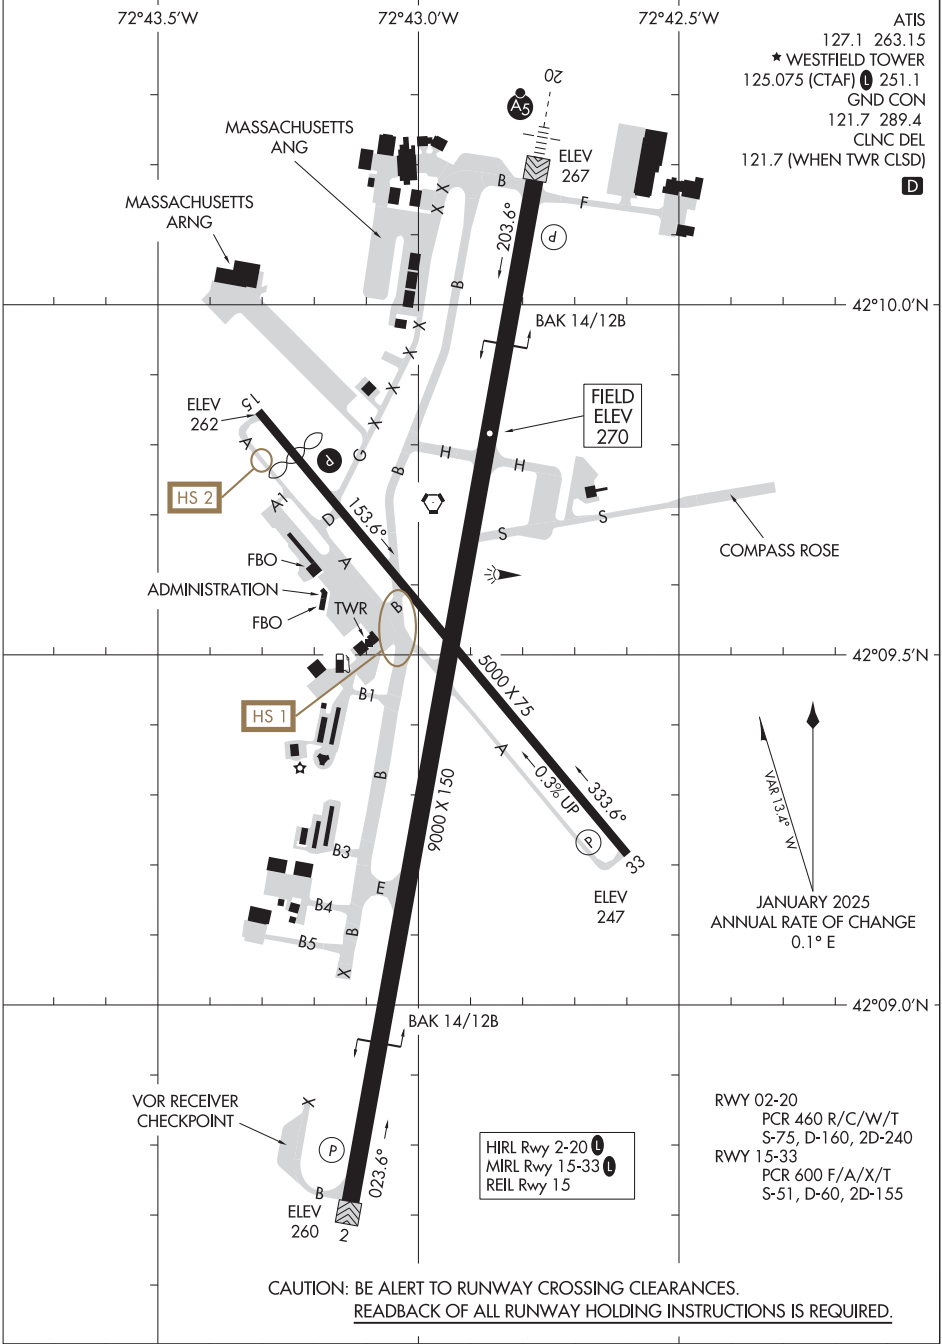 72°43.5'W
72°43.0'W
72°42.5'W
ATIS
127.1 263.15
★ WESTFIELD TOWER
125.075 (CTAF) L 251.1
GND CON
121.7 289.4
CLNC DEL
121.7 (WHEN TWR CLSD)
D
20
A5
MASSACHUSETTS
ANG
ELEV
267
B
F
X
X
MASSACHUSETTS
ARNG
203.6°
P
B
42°10.0'N
X
BAK 14/12B
X
X
FIELD
ELEV
270
15
ELEV
262
X
A
G
P
H
H
B
HS 2
A1
D
153.6°
S
S
COMPASS ROSE
FBO
A
ADMINISTRATION
FBO
TWR
B
42°09.5'N
5000 X 75
B1
HS 1
A
B
0.3% UP
333.6°
VAR 13.4° W
9000 X 150
P
B3
33
E
ELEV
247
B4
B
B5
X
JANUARY 2025
ANNUAL RATE OF CHANGE
0.1° E
42°09.0'N
BAK 14/12B
VOR RECEIVER
CHECKPOINT
X
P
023.6°
B
ELEV
260
2
HIRL Rwy 2-20 L
MIRL Rwy 15-33 L
REIL Rwy 15
RWY 02-20
PCR 460 R/C/W/T
S-75, D-160, 2D-240
RWY 15-33
PCR 600 F/A/X/T
S-51, D-60, 2D-155
CAUTION: BE ALERT TO RUNWAY CROSSING CLEARANCES.
READBACK OF ALL RUNWAY HOLDING INSTRUCTIONS IS REQUIRED.